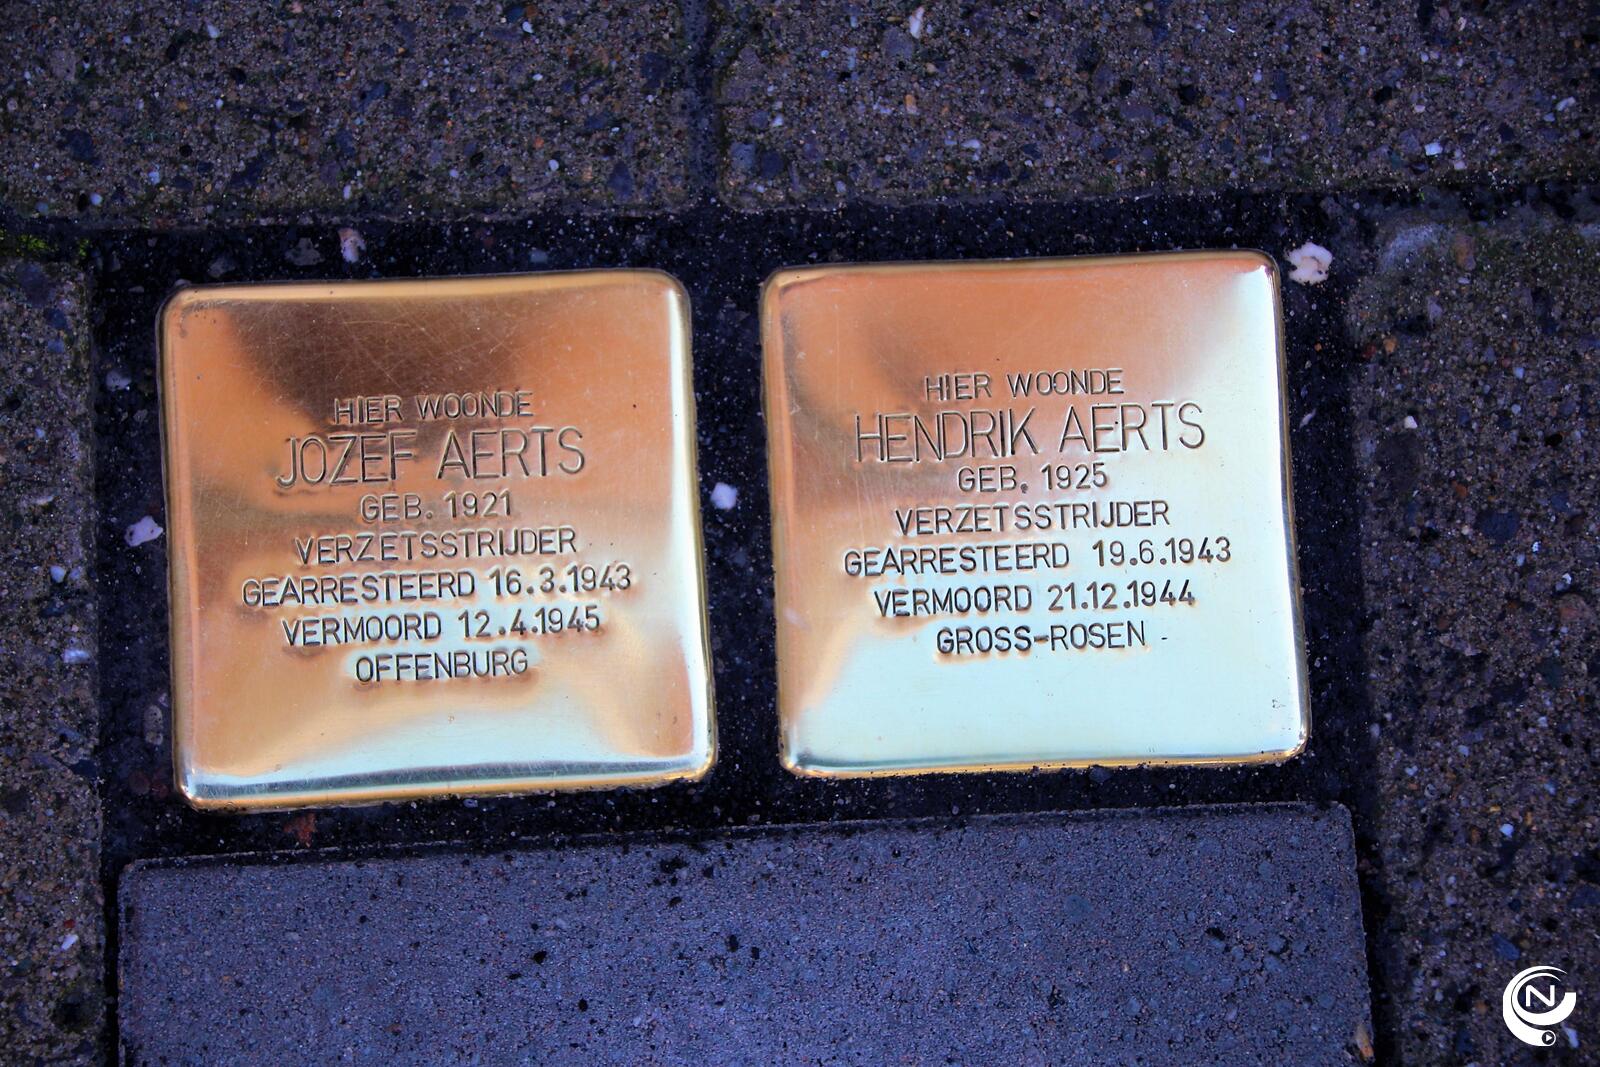 HIER WOONDE
JOZEF AERTS
GEB. 1921
VERZETSSTRIJDER
GEARRESTEERD 16.3.1943
VERMOORD 12.4.1945
OFFENBURG
HIER WOONDE
HENDRIK AERTS
GEB. 1925
VERZETSSTRIJDER
GEARRESTEERD 19.6.1943
VERMOORD 21.12.1944
GROSS-ROSEN
N